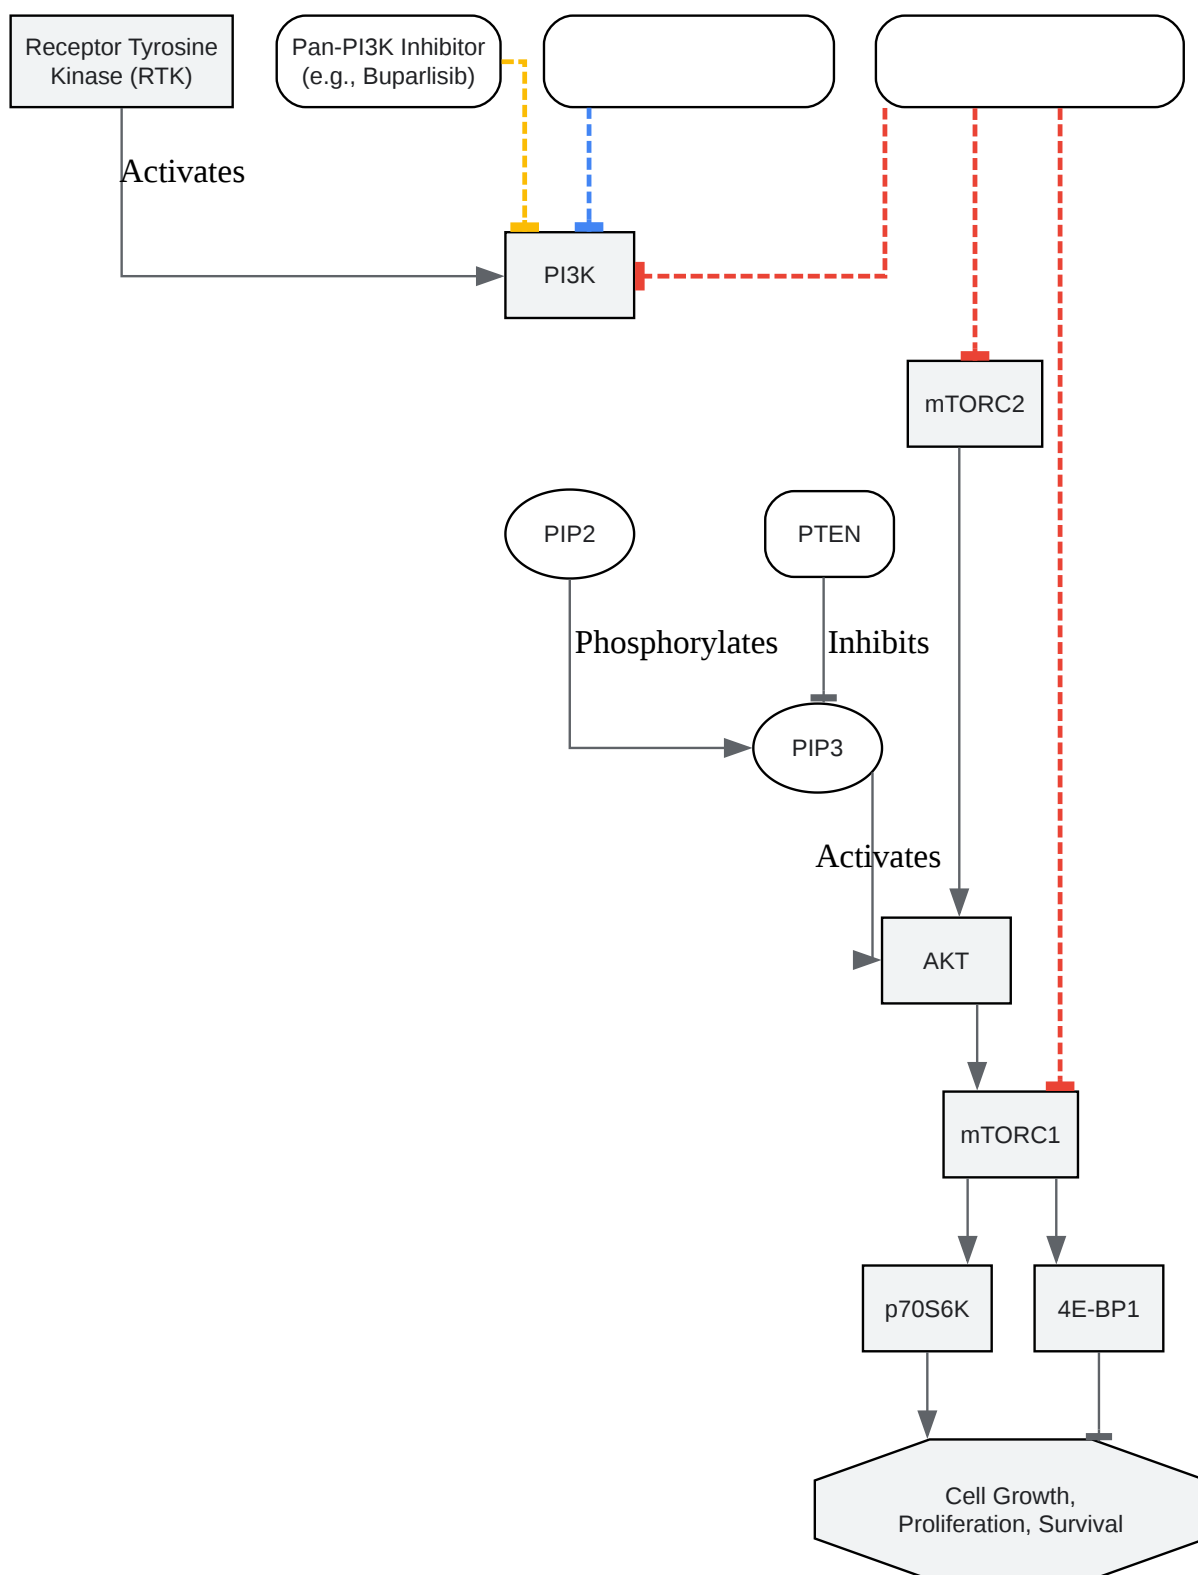 Receptor Tyrosine
Kinase (RTK)
Pan-PI3K Inhibitor
(e.g., Buparlisib)
Activates
PI3K
mTORC2
PIP2
PTEN
Phosphorylates
Inhibits
PIP3
Activates
AKT
mTORC1
p70S6K
4E-BP1
Cell Growth,
Proliferation, Survival